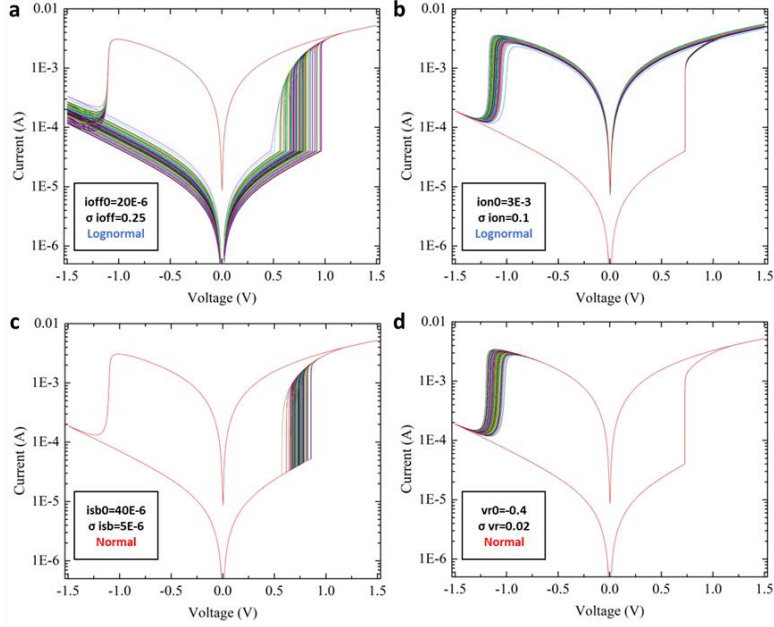 a
0.01
1E-3
1E-4
1E-5
1E-6
Current (A)
ioff0=20E-6
σ ioff=0.25
Lognormal
-1.5 -1.0 -0.5 0.0 0.5 1.0 1.5
Voltage (V)
b
0.01
1E-3
1E-4
1E-5
1E-6
Current (A)
ion0=3E-3
σ ion=0.1
Lognormal
-1.5 -1.0 -0.5 0.0 0.5 1.0 1.5
Voltage (V)
c
0.01
1E-3
1E-4
1E-5
1E-6
Current (A)
isb0=40E-6
σ isb=5E-6
Normal
-1.5 -1.0 -0.5 0.0 0.5 1.0 1.5
Voltage (V)
d
0.01
1E-3
1E-4
1E-5
1E-6
Current (A)
vr0=-0.4
σ vr=0.02
Normal
-1.5 -1.0 -0.5 0.0 0.5 1.0 1.5
Voltage (V)